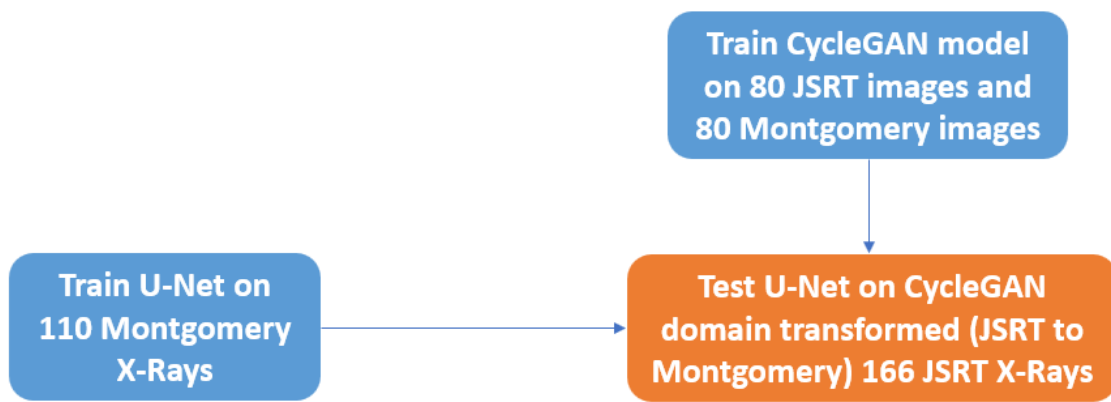 Train CycleGAN model
on 80 JSRT images and
80 Montgomery images
Train U-Net on
110 Montgomery
X-Rays
Test U-Net on CycleGAN
domain transformed (JSRT to
Montgomery) 166 JSRT X-Rays